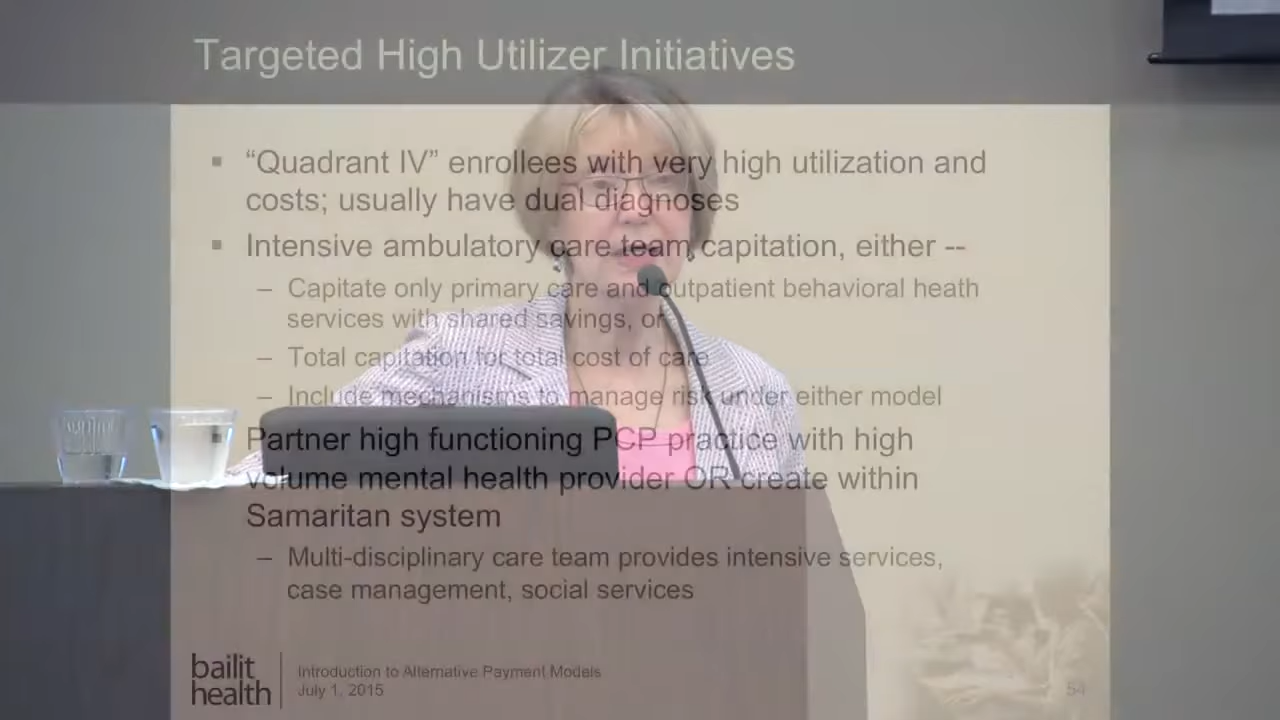 Targeted High Utilizer Initiatives
▪ “Quadrant IV” enrollees with very high utilization and
costs; usually have dual diagnoses
▪ Intensive ambulatory care team capitation, either --
– Capitate only primary care and outpatient behavioral heath
services with shared savings, or
– Total capitation for total cost of care
– Include mechanisms to manage risk under either model
Partner high functioning PCP practice with high
volume mental health provider OR create within
Samaritan system
– Multi-disciplinary care team provides intensive services,
case management, social services
bailit
health
Introduction to Alternative Payment Models
July 1, 2015
54